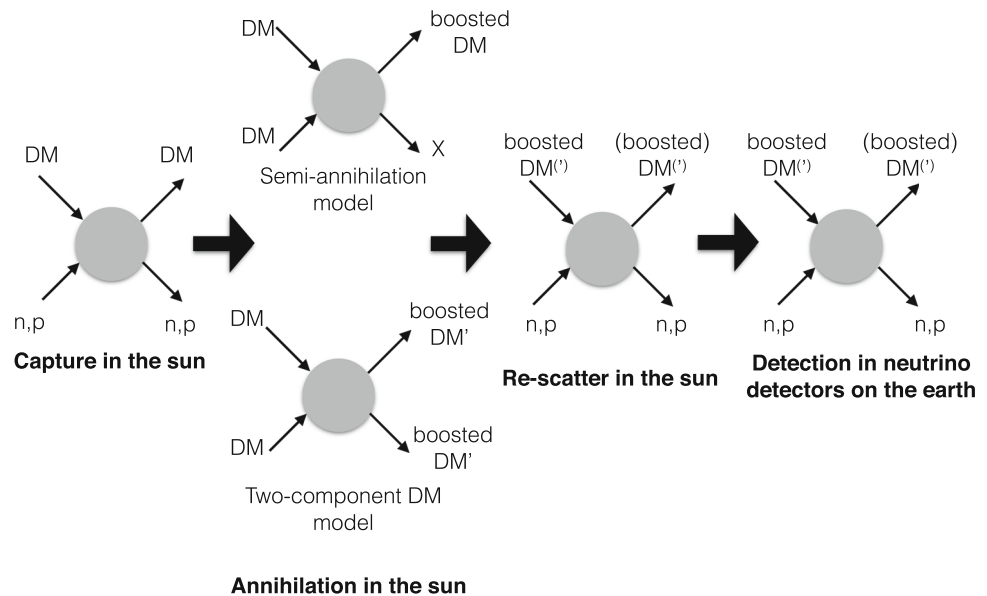 DM
DM
n,p
n,p
Capture in the sun
DM
boosted
DM
DM
X
Semi-annihilation
model
DM
boosted
DM’
DM
boosted
DM’
Two-component DM
model
Annihilation in the sun
boosted
DM(’)
(boosted)
DM(’)
n,p
n,p
Re-scatter in the sun
boosted
DM(’)
(boosted)
DM(’)
n,p
n,p
Detection in neutrino
detectors on the earth